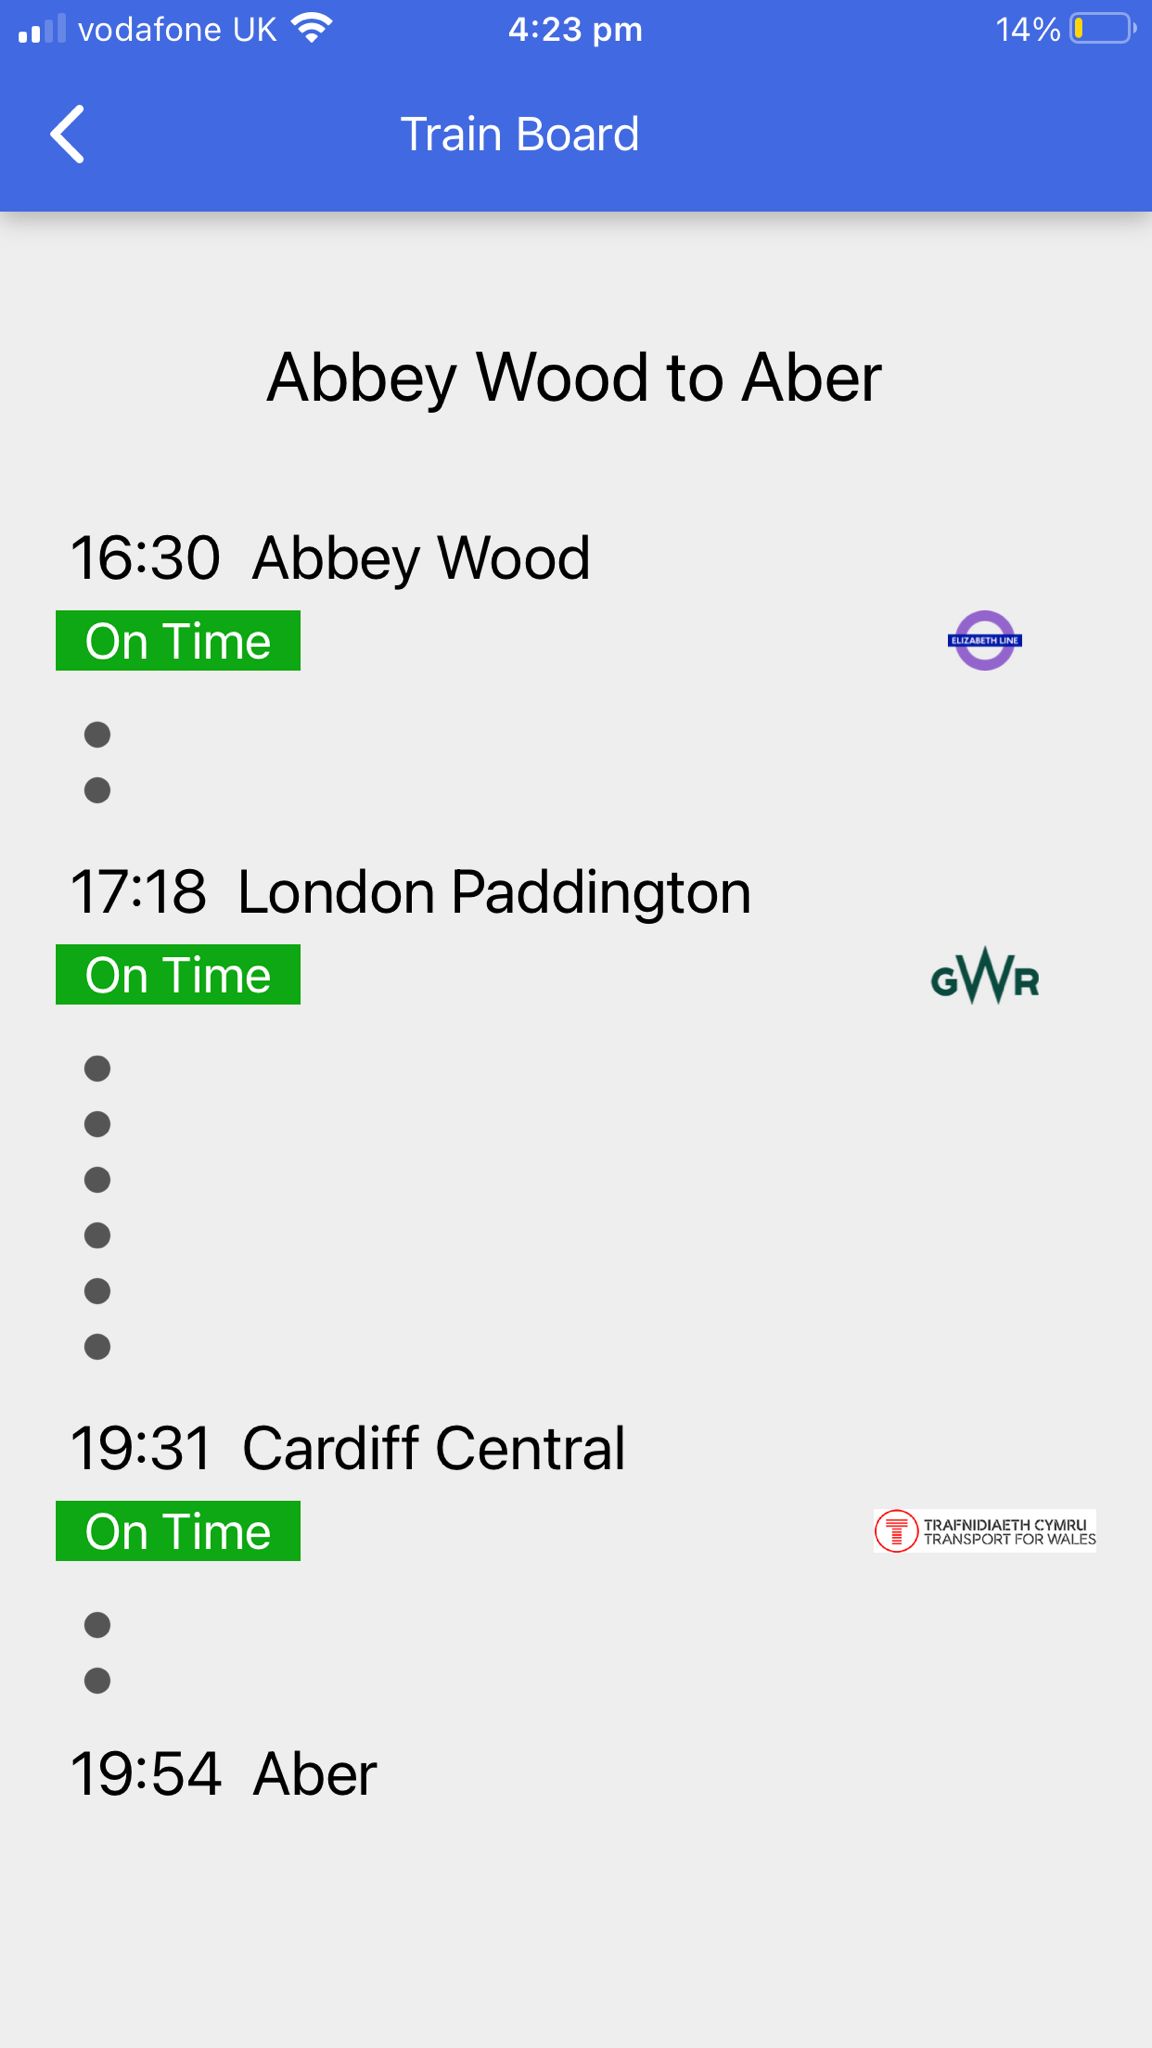 vodafone UK 4:23 pm 14%
Train Board
Abbey Wood to Aber
16:30 Abbey Wood
On Time
ELIZABETH LINE
17:18 London Paddington
On Time
GWR
19:31 Cardiff Central
On Time
TRAFNIDIAETH CYMRU
TRANSPORT FOR WALES
19:54 Aber